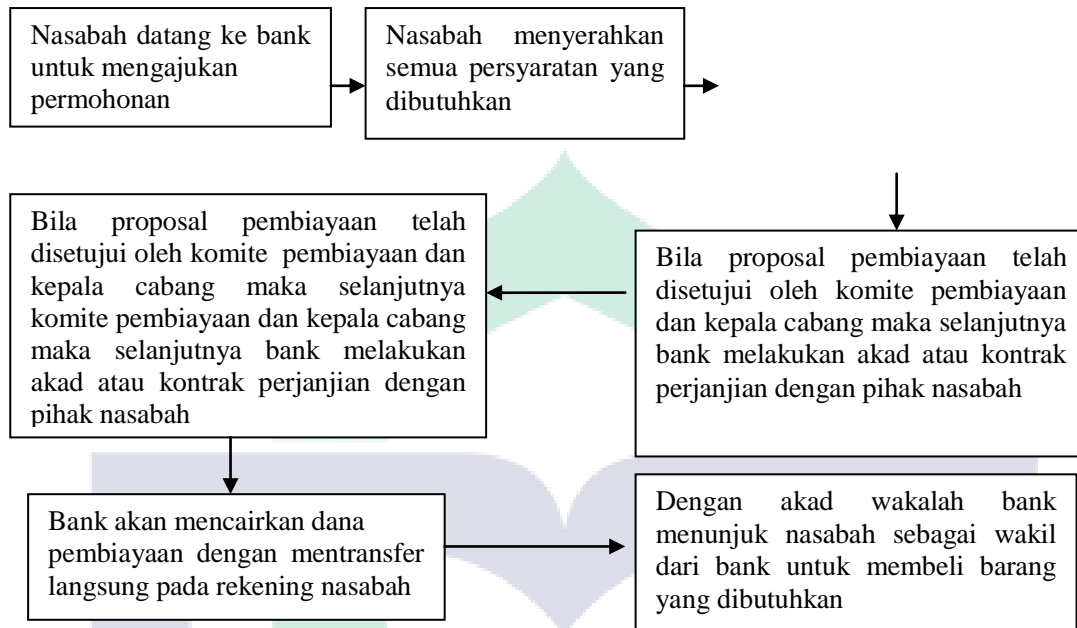 Nasabah datang ke bank
untuk mengajukan
permohonan
Nasabah menyerahkan
semua persyaratan yang
dibutuhkan
Bila proposal pembiayaan telah
disetujui oleh komite pembiayaan
dan kepala cabang maka selanjutnya
bank melakukan akad atau kontrak
perjanjian dengan pihak nasabah
Bila proposal pembiayaan telah
disetujui oleh komite pembiayaan dan
kepala cabang maka selanjutnya
komite pembiayaan dan kepala cabang
maka selanjutnya bank melakukan
akad atau kontrak perjanjian dengan
pihak nasabah
Bank akan mencairkan dana
pembiayaan dengan mentransfer
langsung pada rekening nasabah
Dengan akad wakalah bank
menunjuk nasabah sebagai wakil
dari bank untuk membeli barang
yang dibutuhkan